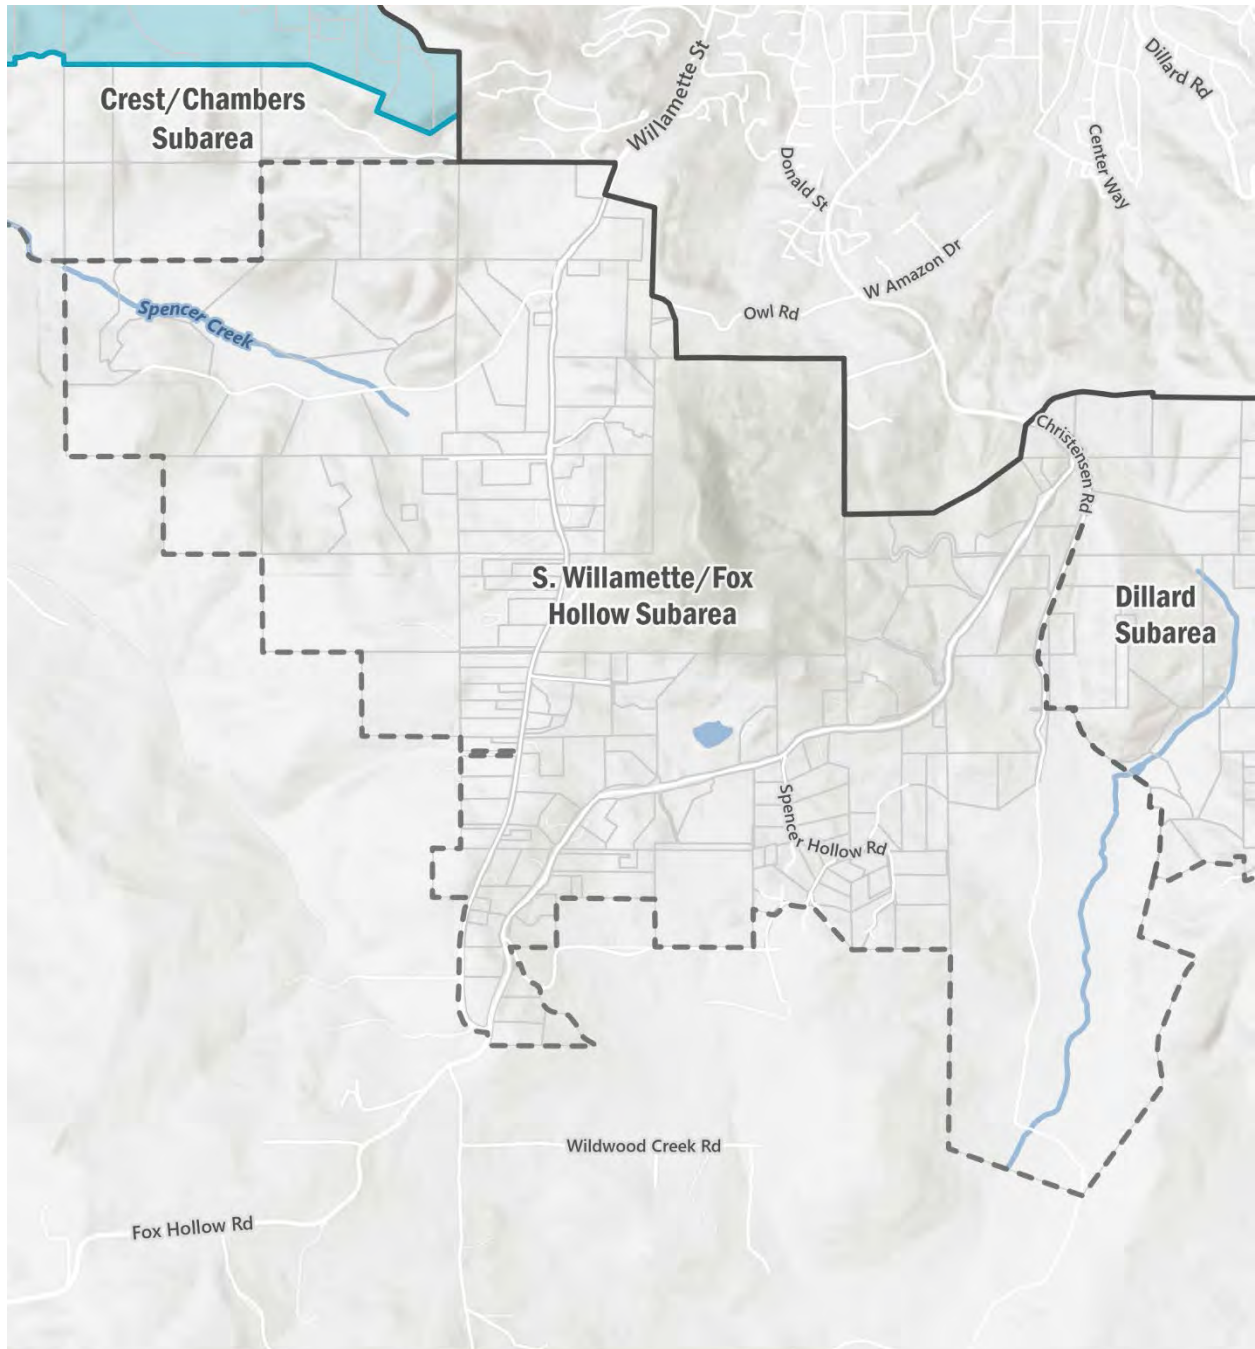 Willamette St
Dillard Rd
Crest/Chambers
Subarea
Center Way
Donald St
W Amazon Dr
Spencer Creek
Owl Rd
Christensen Rd
S. Willamette/Fox
Hollow Subarea
Dillard
Subarea
Spencer Hollow Rd
Wildwood Creek Rd
Fox Hollow Rd